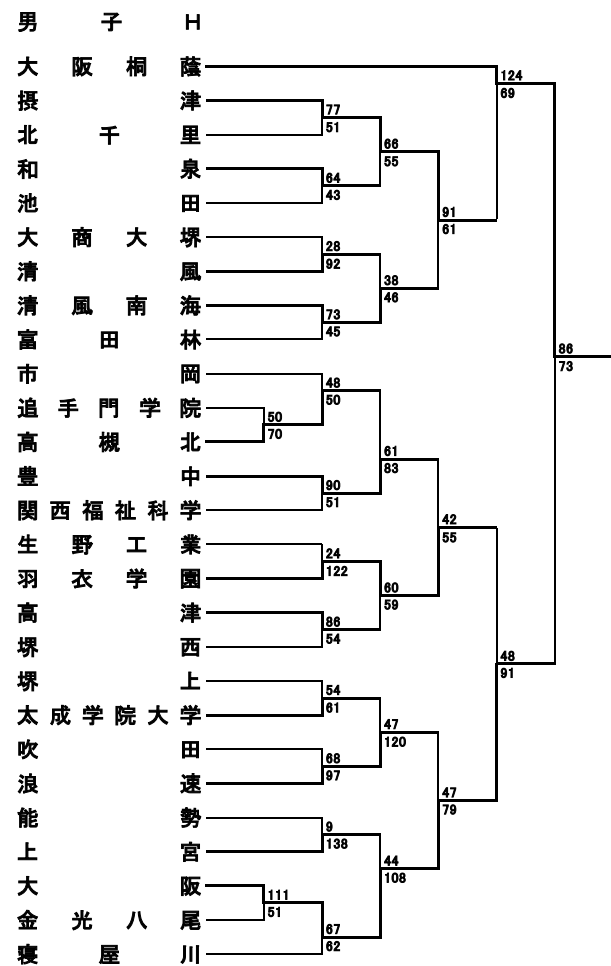 男子H
大阪桐蔭
124
69
摂津
77
51
北千里
66
55
和泉
64
43
池田
91
61
大商大堺
28
92
清風
38
46
清風南海
73
45
富田林
86
73
市岡
48
50
追手門学院
50
70
高槻北
61
83
豊中
90
51
関西福祉科学
42
55
生野工業
24
122
羽衣学園
60
59
高津
86
54
堺西
48
91
堺上
54
61
太成学院大学
47
120
吹田
68
97
浪速
47
79
能勢
9
138
上宮
44
108
大阪
111
51
金光八尾
67
62
寝屋川